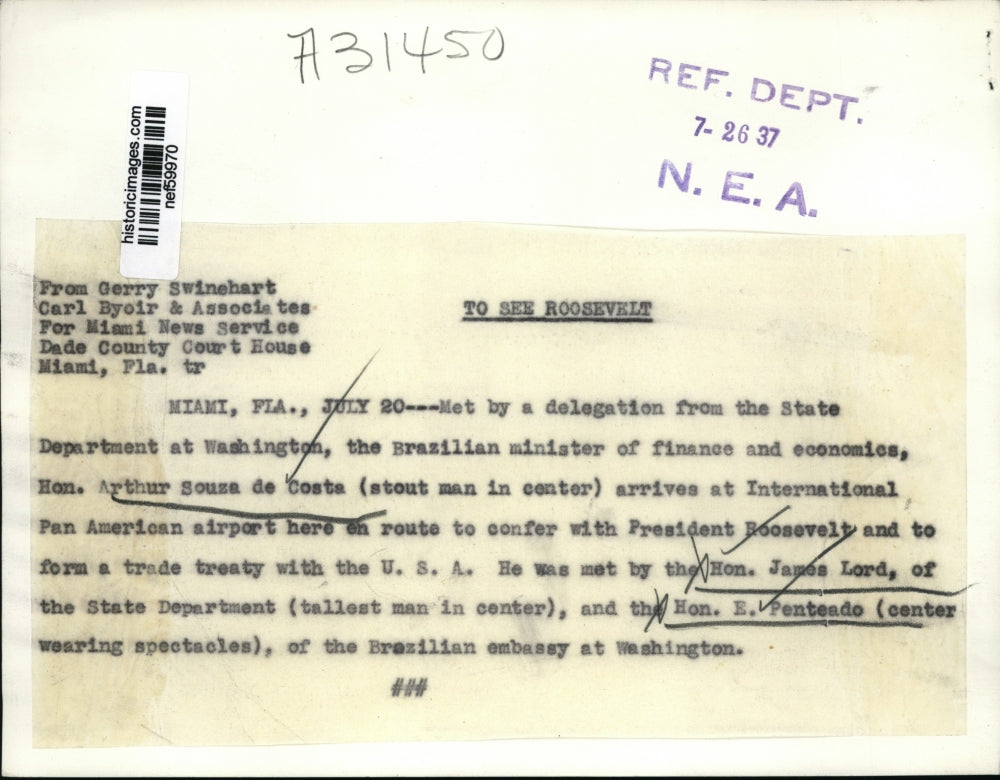 A31450
REF. DEPT.
7- 26 37
N. E. A.
historicimages.com
nef59970
From Gerry Swinehart
Carl Byoir & Associates
For Miami News Service
Dade County Court House
Miami, Fla. tr
TO SEE ROOSEVELT
MIAMI, FLA., JULY 20---Met by a delegation from the State
Department at Washington, the Brazilian minister of finance and economics,
Hon. Arthur Souza de Costa (stout man in center) arrives at International
Pan American airport here en route to confer with President Roosevelt and to
form a trade treaty with the U. S. A. He was met by the Hon. James Lord, of
the State Department (tallest man in center), and the Hon. E. Penteado (center
wearing spectacles), of the Brazilian embassy at Washington.
###